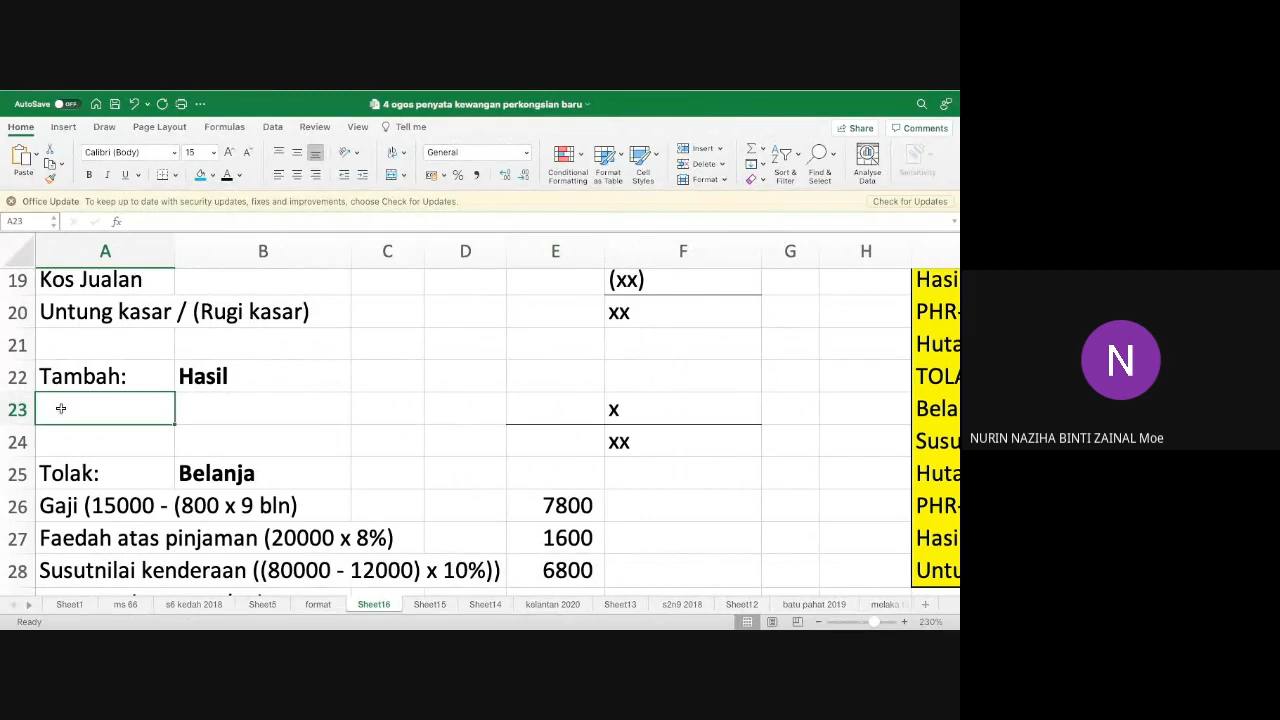 AutoSave OFF
4 ogos penyata kewangan perkongsian baru
Home Insert Draw Page Layout Formulas Data Review View Tell me
Share Comments
Paste
Calibri (Body) 15
General
Conditional Formatting
Format as Table
Cell Styles
Insert
Delete
Format
Sort & Filter
Find & Select
Analyse Data
Sensitivity
Office Update To keep up to date with security updates, fixes and improvements, choose Check for Updates.
Check for Updates
A23 fx
A B C D E F G H
19 Kos Jualan (xx) Hasi
20 Untung kasar / (Rugi kasar) xx PHR-
21 Huta
22 Tambah: Hasil TOLA
23 x Bela
24 xx Susu
25 Tolak: Belanja Huta
26 Gaji (15000 - (800 x 9 bln) 7800 PHR-
27 Faedah atas pinjaman (20000 x 8%) 1600 Hasi
28 Susutnilai kenderaan ((80000 - 12000) x 10%)) 6800 Untu
Sheet1 ms 66 s6 kedah 2018 Sheet5 format Sheet16 Sheet15 Sheet14 kelantan 2020 Sheet13 s2n9 2018 Sheet12 batu pahat 2019 melaka
Ready 230%
N
NURIN NAZIHA BINTI ZAINAL Moe